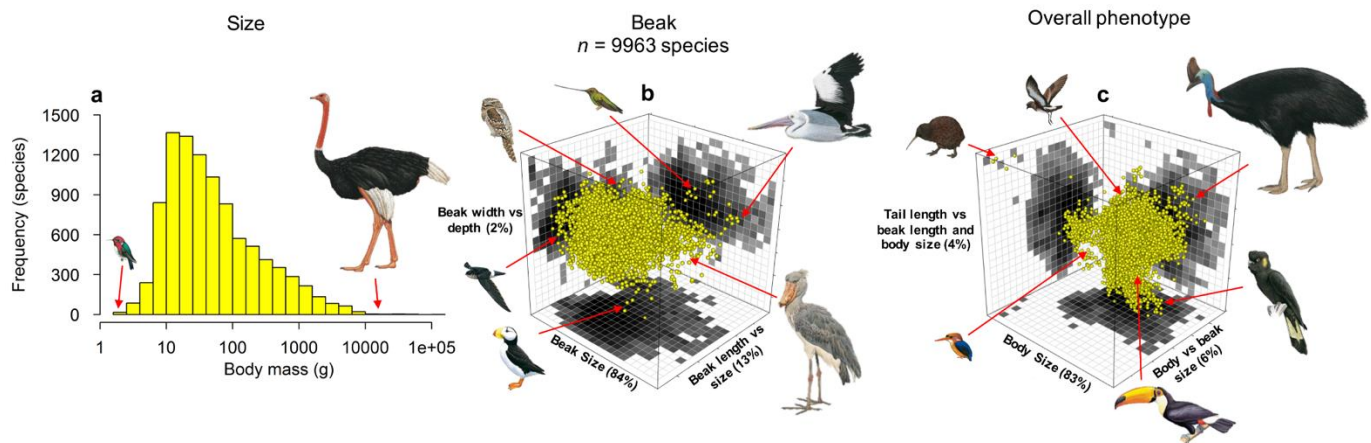 Size
Beak
n = 9963 species
Overall phenotype
a
Frequency (species)
1500
1200
900
600
300
0
1
10
100
1000
10000
1e+05
Body mass (g)
b
Beak width vs
depth (2%)
Beak Size (84%)
Beak length vs
size (13%)
c
Tail length vs
beak length and
body size (4%)
Body Size (83%)
Body vs beak
size (6%)